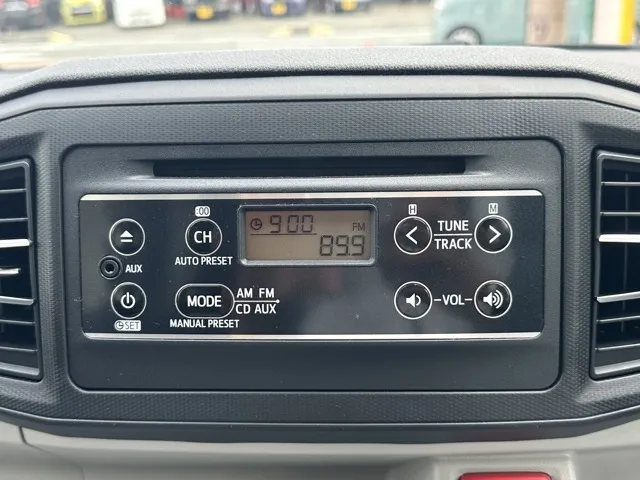 :00
H
M
9:00
FM
89.9
CH
AUTO PRESET
TUNE
TRACK
AUX
MODE
AM FM
CD AUX
MANUAL PRESET
SET
-VOL-